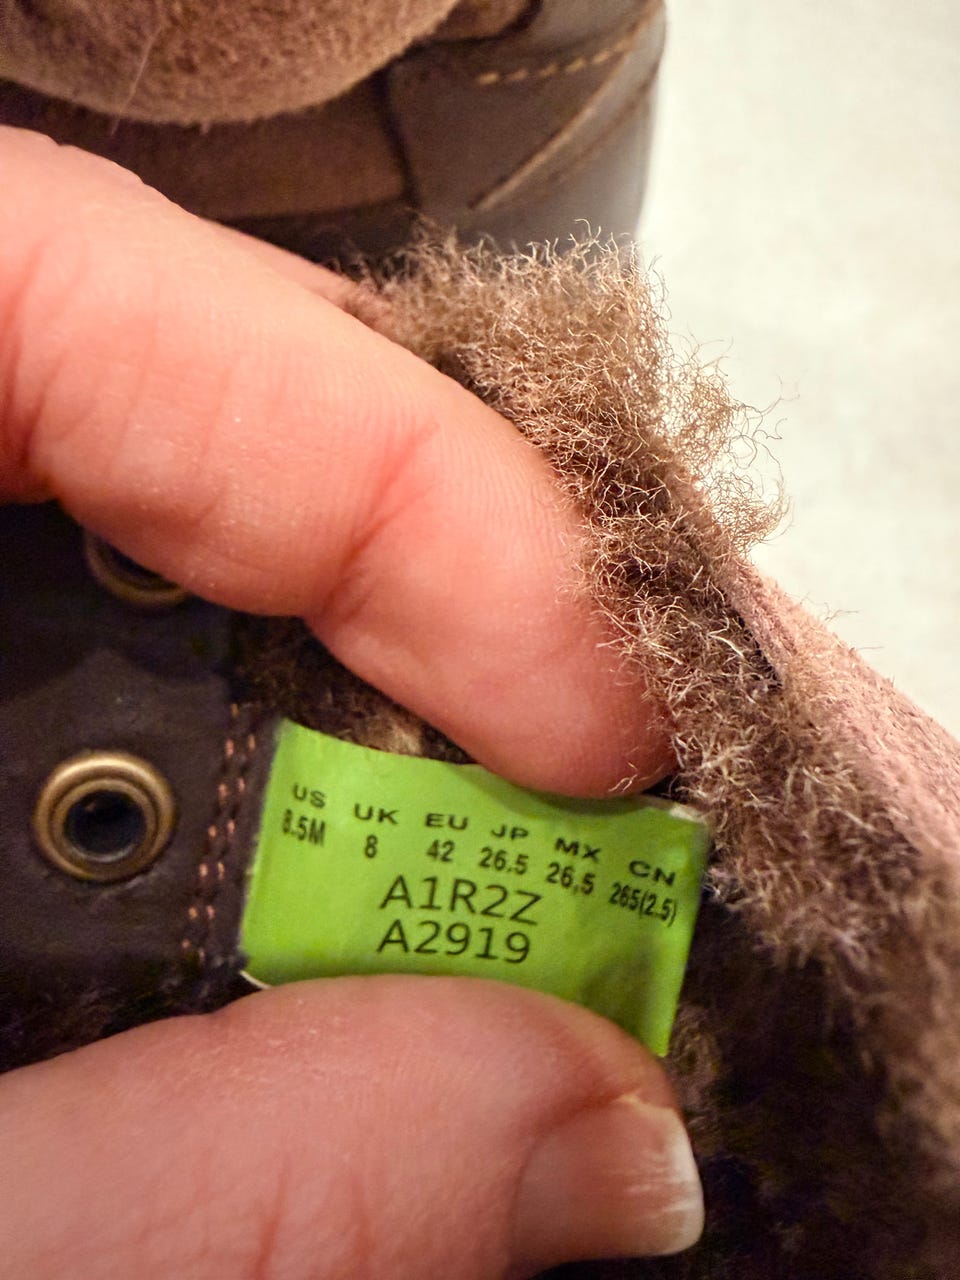 US UK EU JP MX CN
8.5M 8 42 26.5 26,5 265(2.5)
A1R2Z
A2919